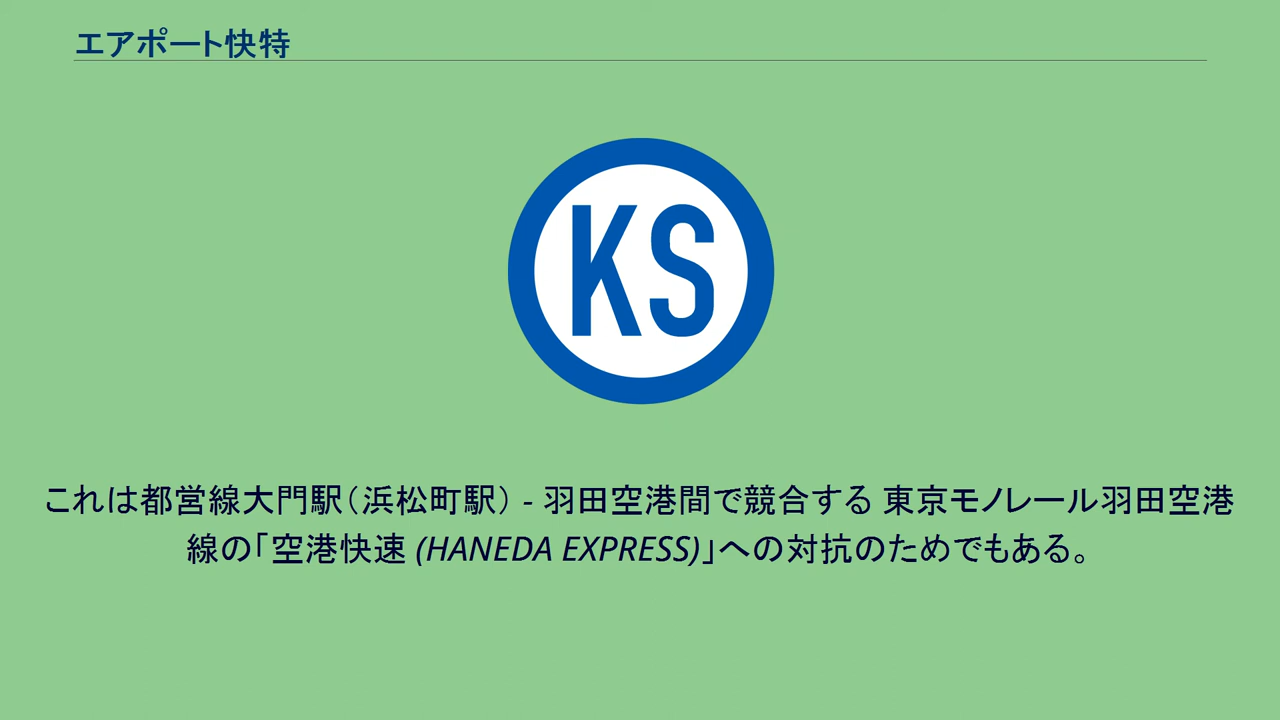 エアポート快特
KS
これは都営線大門駅（浜松町駅） - 羽田空港間で競合する 東京モノレール羽田空港
線の「空港快速 (HANEDA EXPRESS)」への対抗のためでもある。